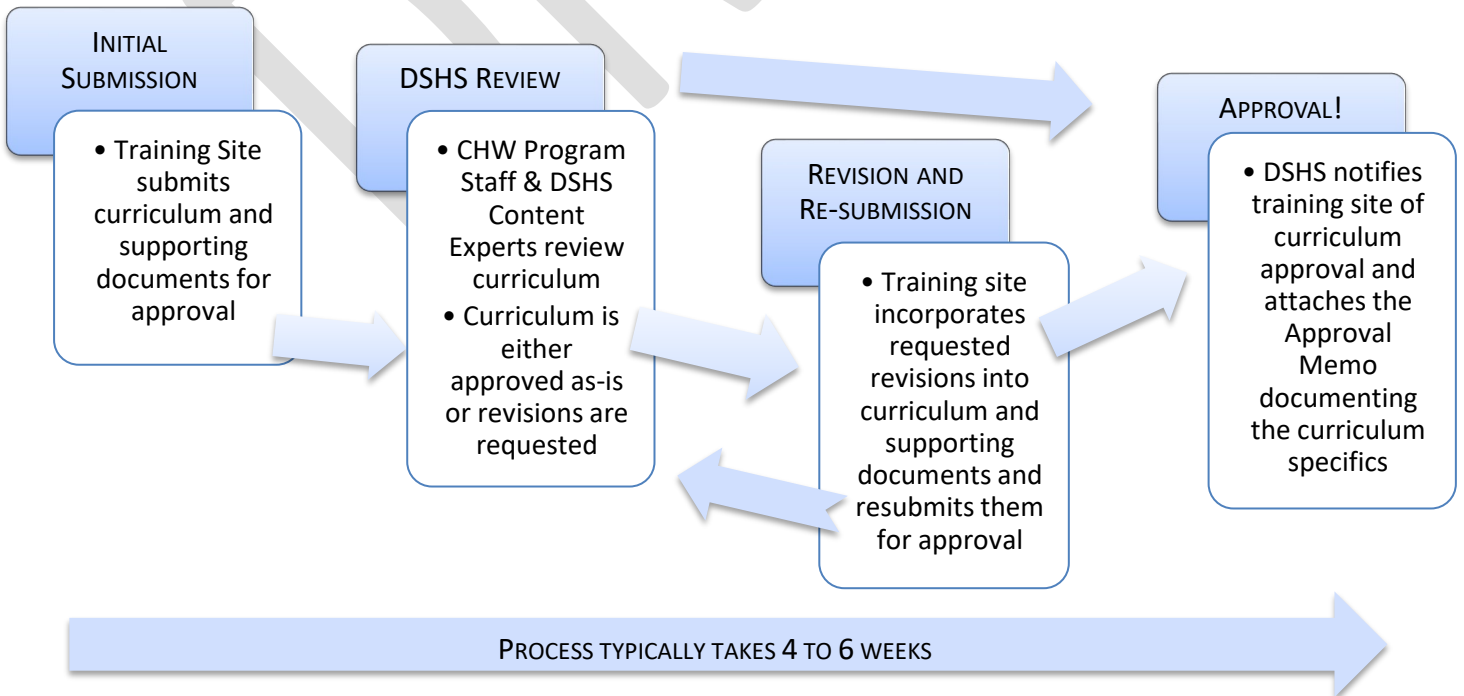 INITIAL
SUBMISSION
• Training Site
submits
curriculum and
supporting
documents for
approval
DSHS REVIEW
• CHW Program
Staff & DSHS
Content
Experts review
curriculum
• Curriculum is
either
approved as-is
or revisions are
requested
REVISION AND
RE-SUBMISSION
• Training site
incorporates
requested
revisions into
curriculum and
supporting
documents and
resubmits them
for approval
APPROVAL!
• DSHS notifies
training site of
curriculum
approval and
attaches the
Approval
Memo
documenting
the curriculum
specifics
PROCESS TYPICALLY TAKES 4 TO 6 WEEKS